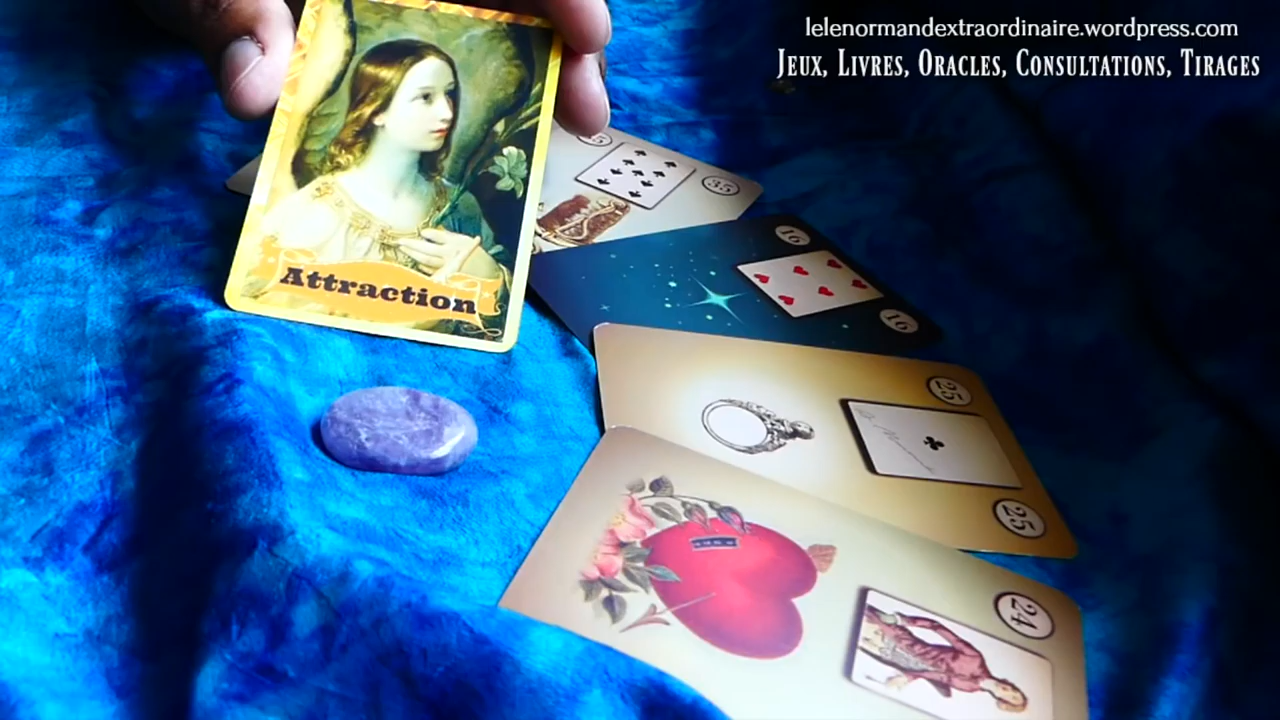 lelenormandextraordinaire.wordpress.com
Jeux, Livres, Oracles, Consultations, Tirages
Attraction
35
16
16
25
25
24